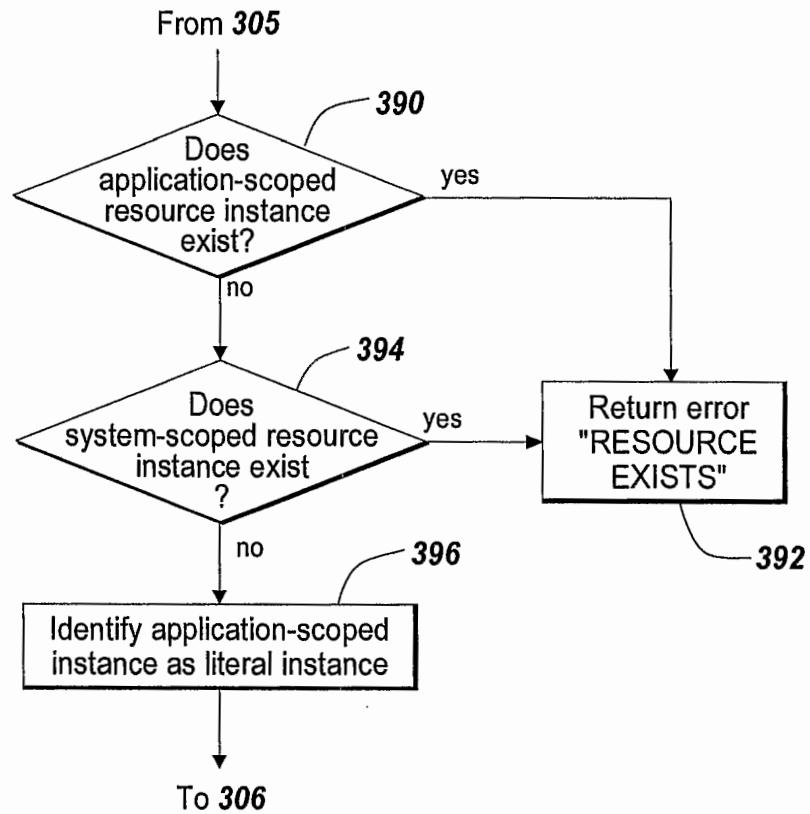 From 305
390
Does
application-scoped
resource instance
exist?
yes
no
394
Does
system-scoped resource
instance exist
?
yes
Return error
"RESOURCE
EXISTS"
392
no
396
Identify application-scoped
instance as literal instance
To 306